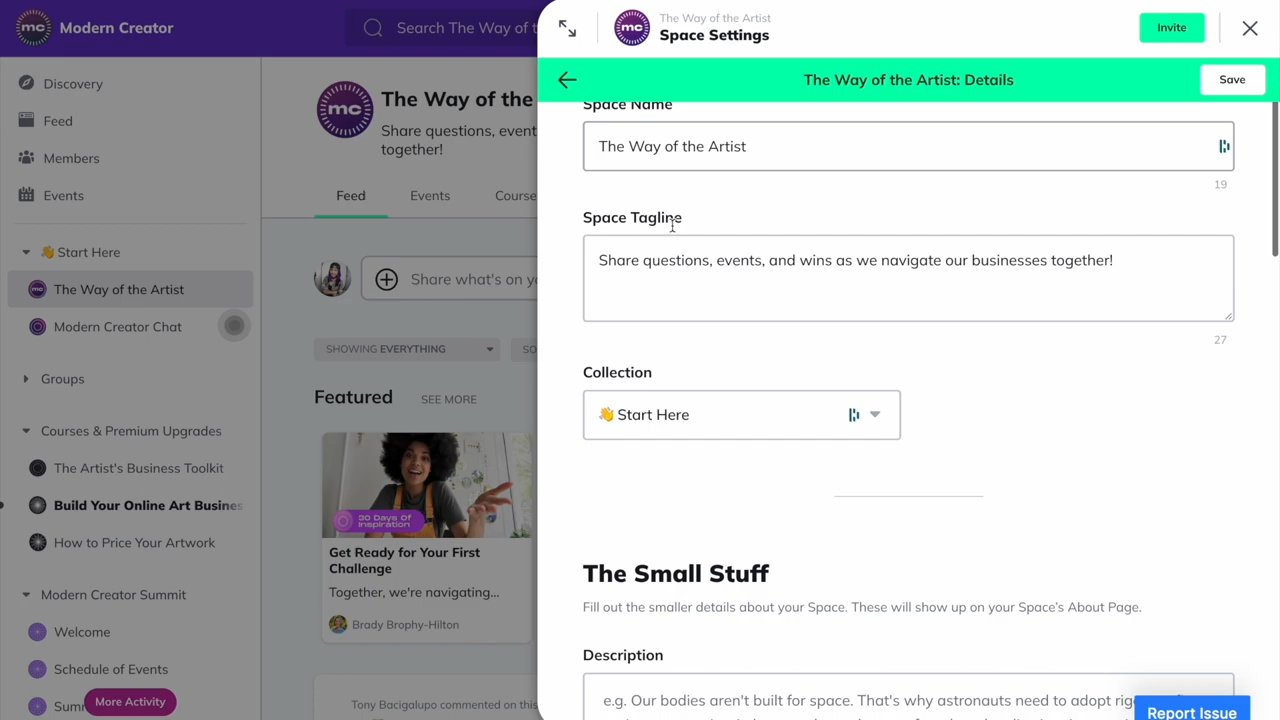 mc
Modern Creator
Search The Way of t
Discovery
Feed
Members
Events
👋 Start Here
The Way of the Artist
Modern Creator Chat
Groups
Courses & Premium Upgrades
The Artist's Business Toolkit
Build Your Online Art Busines
How to Price Your Artwork
Modern Creator Summit
Welcome
Schedule of Events
Sum
More Activity
mc
The Way of the
Share questions, event
together!
Feed
Events
Course
Share what's on yo
SHOWING EVERYTHING
SO
Featured
SEE MORE
30 Days Of
Inspiration
Get Ready for Your First
Challenge
Together, we're navigating...
Brady Brophy-Hilton
Tony Bacigalupo commented on this
mc
The Way of the Artist
Space Settings
Invite
The Way of the Artist: Details
Save
Space Name
The Way of the Artist
19
Space Tagline
Share questions, events, and wins as we navigate our businesses together!
27
Collection
👋 Start Here
The Small Stuff
Fill out the smaller details about your Space. These will show up on your Space's About Page.
Description
e.g. Our bodies aren't built for space. That's why astronauts need to adopt rig
Report Issue